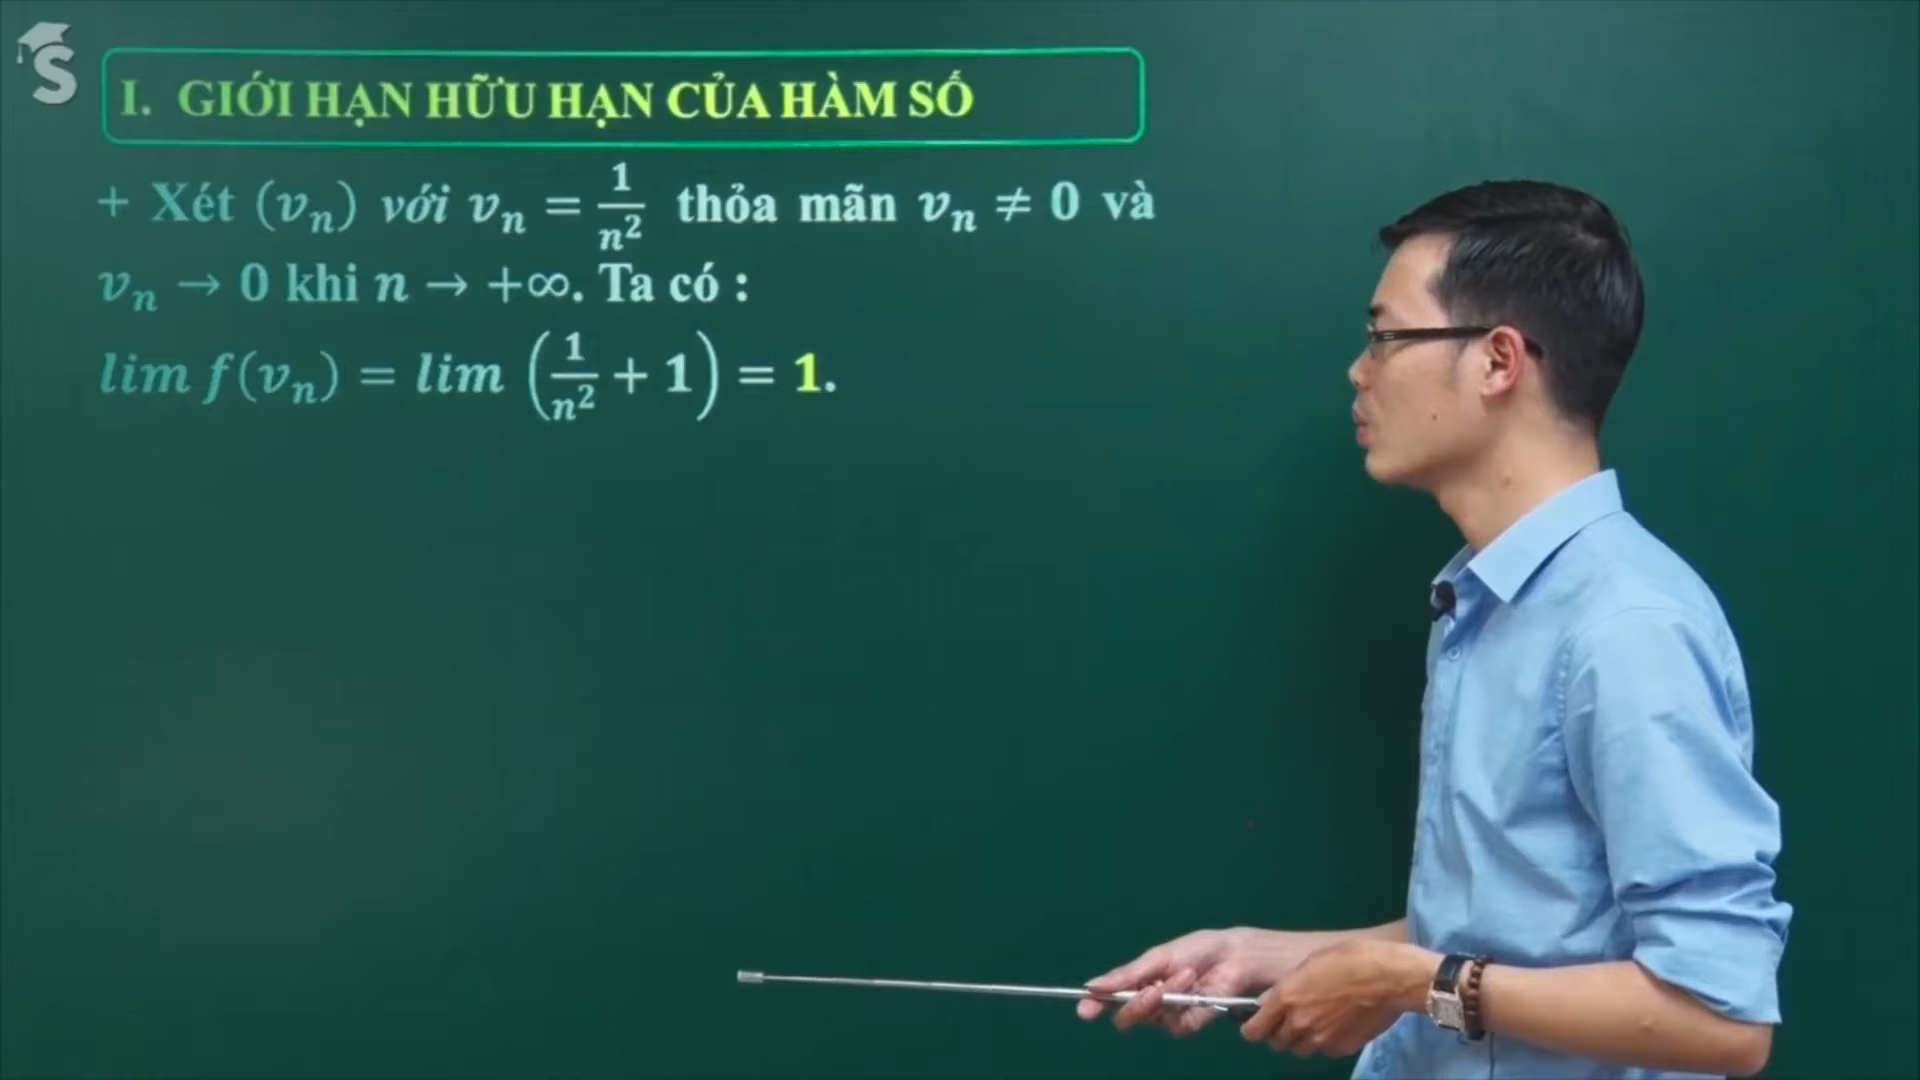 S
I. GIỚI HẠN HỮU HẠN CỦA HÀM SỐ
+ Xét (vₙ) với vₙ = 1/n² thỏa mãn vₙ ≠ 0 và
vₙ → 0 khi n → +∞. Ta có :
lim f(vₙ) = lim (1/n² + 1) = 1.